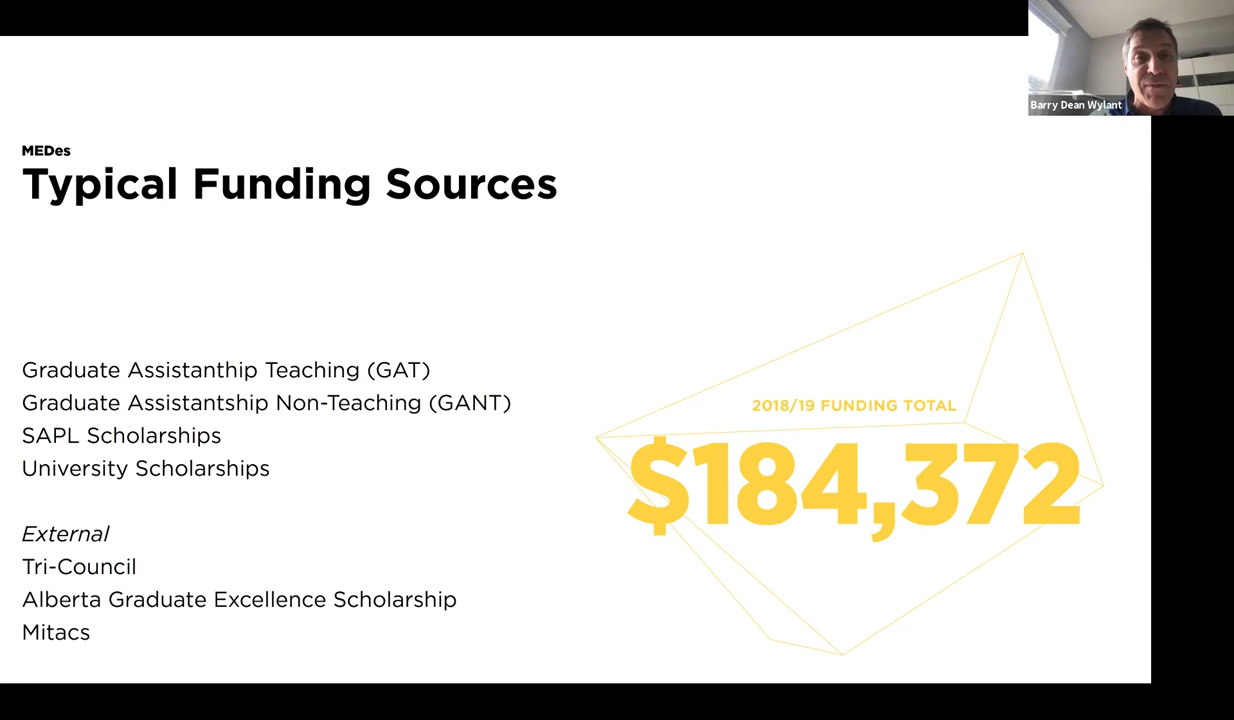 Barry Dean Wylant
MEDes
Typical Funding Sources
Graduate Assistanthip Teaching (GAT)
Graduate Assistantship Non-Teaching (GANT)
SAPL Scholarships
University Scholarships
External
Tri-Council
Alberta Graduate Excellence Scholarship
Mitacs
2018/19 FUNDING TOTAL
$184,372